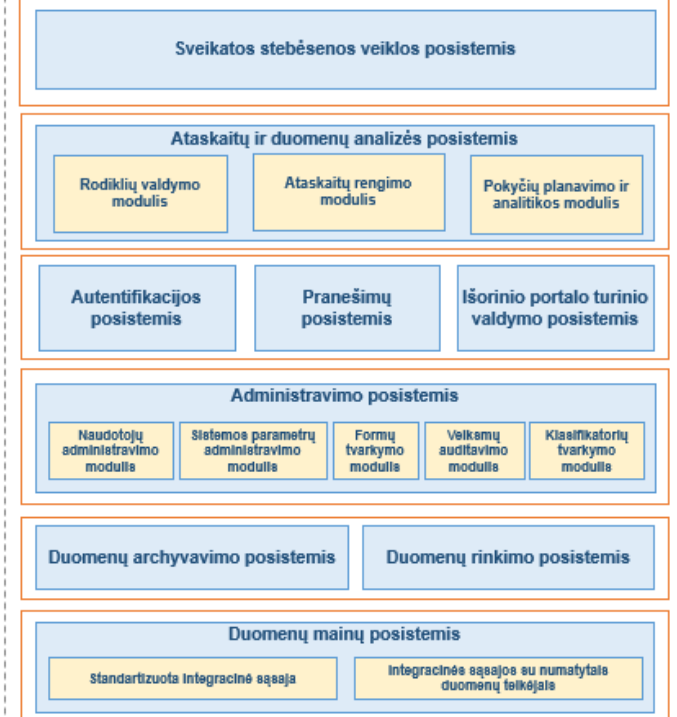 Sveikatos stebėsenos veiklos posistemis
Ataskaitų ir duomenų analizės posistemis
Rodiklių valdymo
modulis
Ataskaitų rengimo
modulis
Pokyčių planavimo ir
analitikos modulis
Autentifikacijos
posistemis
Pranešimų
posistemis
Išorinio portalo turinio
valdymo posistemis
Administravimo posistemis
Naudotojų
administravimo
modulis
Sistemos parametrų
administravimo
modulis
Formų
tvarkymo
modulis
Veiksmų
auditavimo
modulis
Klasifikatorių
tvarkymo
modulis
Duomenų archyvavimo posistemis
Duomenų rinkimo posistemis
Duomenų mainų posistemis
Standartizuota integracinė sąsaja
Integracinės sąsajos su numatytais
duomenų teikėjais